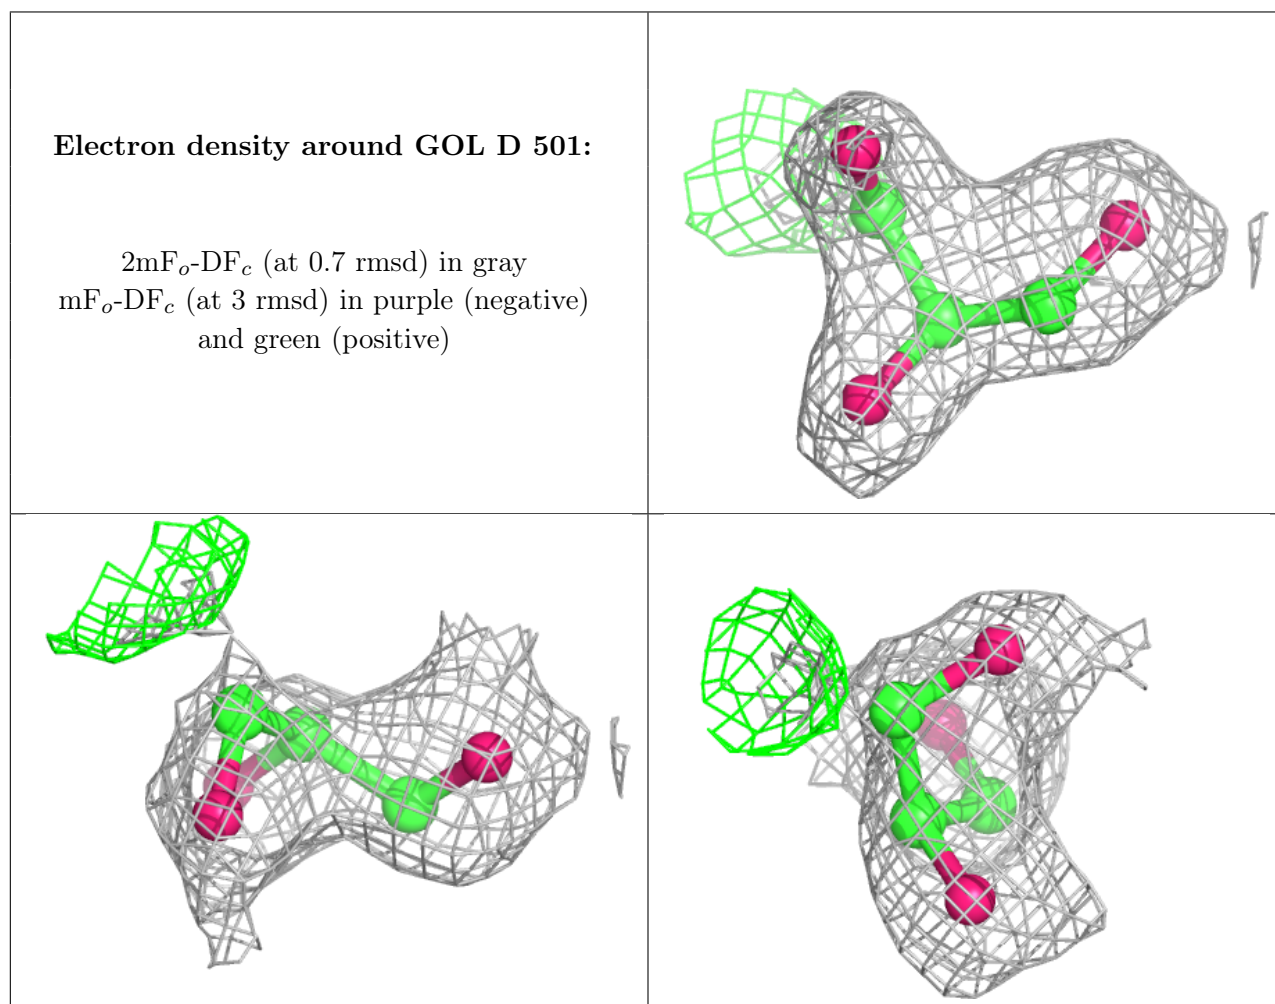 Electron density around GOL D 501:
2mFo-DFc (at 0.7 rmsd) in gray
mFo-DFc (at 3 rmsd) in purple (negative)
and green (positive)